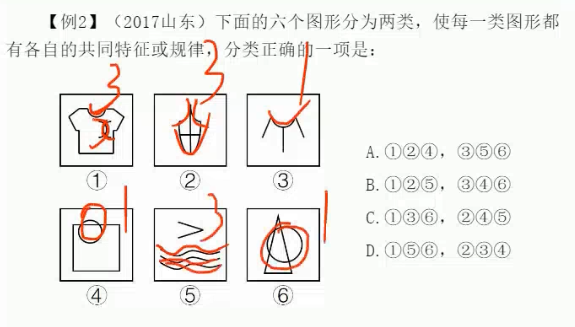 【例2】(2017山东)下面的六个图形分为两类，使每一类图形都
有各自的共同特征或规律，分类正确的一项是：
3 3 1
① ② ③
1 3 1
④ ⑤ ⑥
A.①②④，③⑤⑥
B.①②⑤，③④⑥
C.①③⑥，②④⑤
D.①⑤⑥，②③④